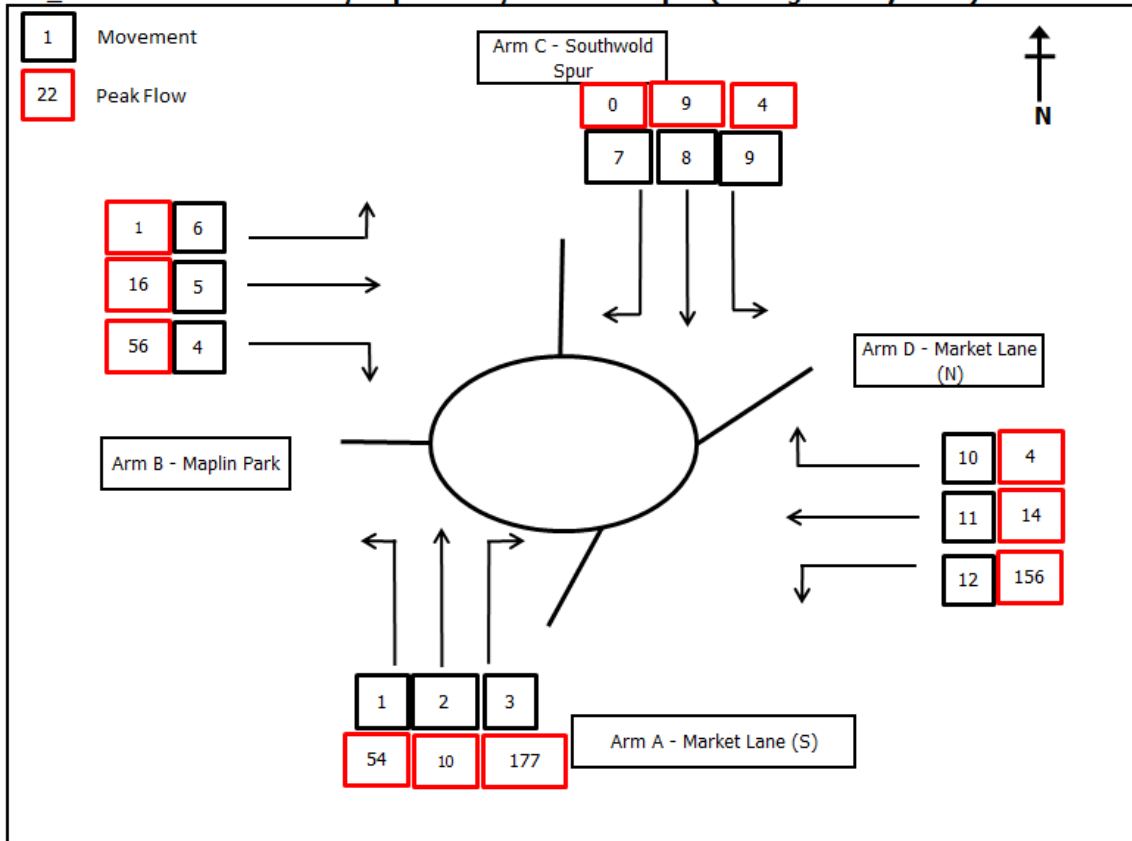 1 Movement
22 Peak Flow
Arm C - Southwold
Spur
N
0 9 4
7 8 9
1 6
16 5
56 4
Arm D - Market Lane
(N)
Arm B - Maplin Park
10 4
11 14
12 156
1 2 3
54 10 177
Arm A - Market Lane (S)